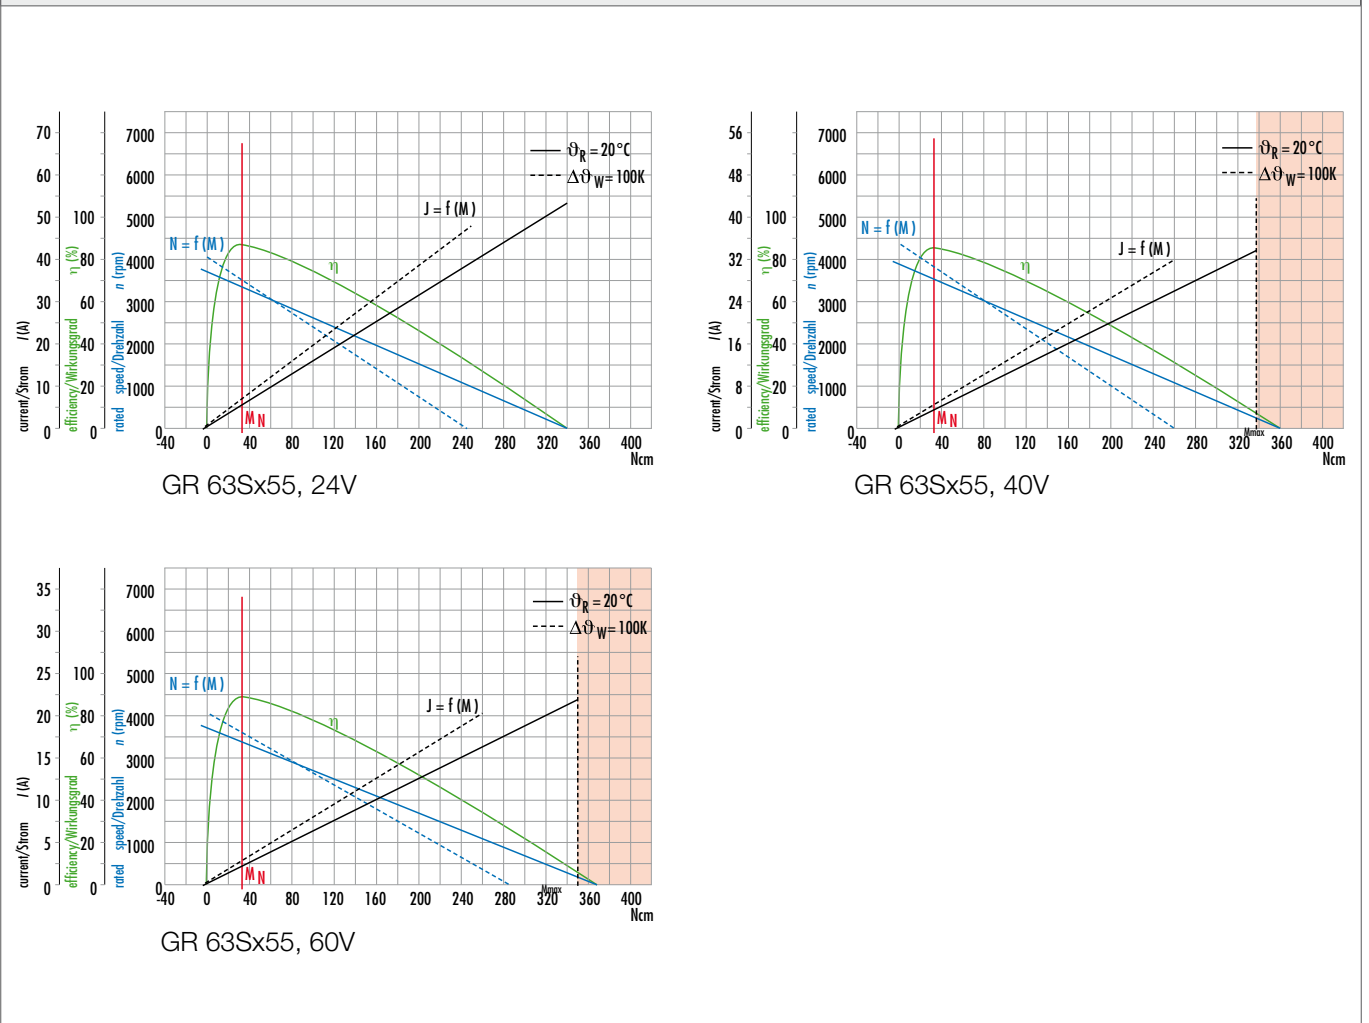 70
60
50
40
30
20
10
0
current/Strom I (A)
100
80
60
40
20
0
efficiency/Wirkungsgrad η (%)
7000
6000
5000
4000
3000
2000
1000
0
rated speed/Drehzahl n (rpm)
ϑR = 20°C
Δϑ W = 100K
J = f (M)
N = f (M)
η
M N
-40 0 40 80 120 160 200 240 280 320 360 400
Ncm
GR 63Sx55, 24V
56
48
40
32
24
16
8
0
current/Strom I (A)
100
80
60
40
20
0
efficiency/Wirkungsgrad η (%)
7000
6000
5000
4000
3000
2000
1000
0
rated speed/Drehzahl n (rpm)
ϑR = 20°C
Δϑ W = 100K
J = f (M)
N = f (M)
η
M N
Mmax
-40 0 40 80 120 160 200 240 280 320 360 400
Ncm
GR 63Sx55, 40V
35
30
25
20
15
10
5
0
current/Strom I (A)
100
80
60
40
20
0
efficiency/Wirkungsgrad η (%)
7000
6000
5000
4000
3000
2000
1000
0
rated speed/Drehzahl n (rpm)
ϑR = 20°C
Δϑ W = 100K
J = f (M)
N = f (M)
η
M N
Mmax
-40 0 40 80 120 160 200 240 280 320 360 400
Ncm
GR 63Sx55, 60V